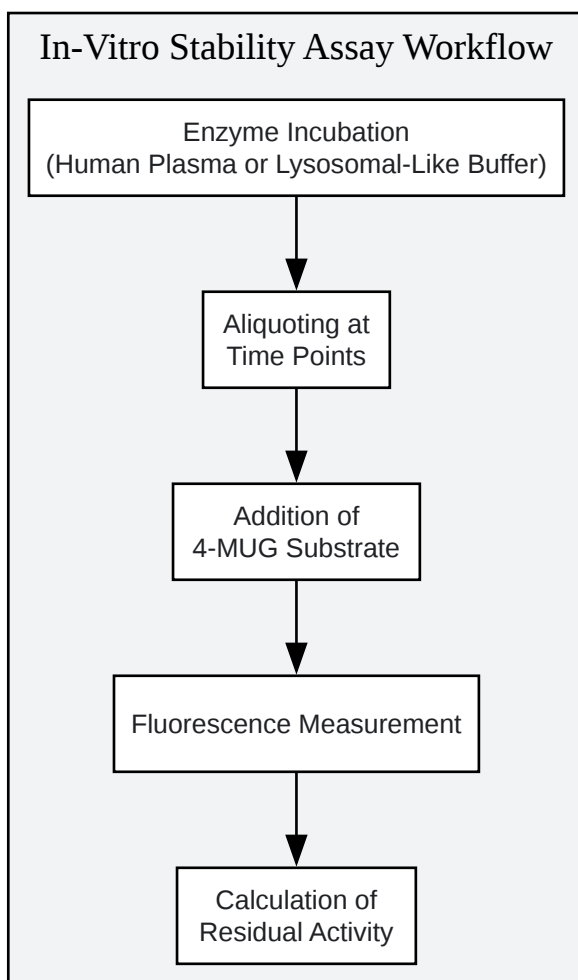 In-Vitro Stability Assay Workflow
Enzyme Incubation
(Human Plasma or Lysosomal-Like Buffer)
Aliquoting at
Time Points
Addition of
4-MUG Substrate
Fluorescence Measurement
Calculation of
Residual Activity